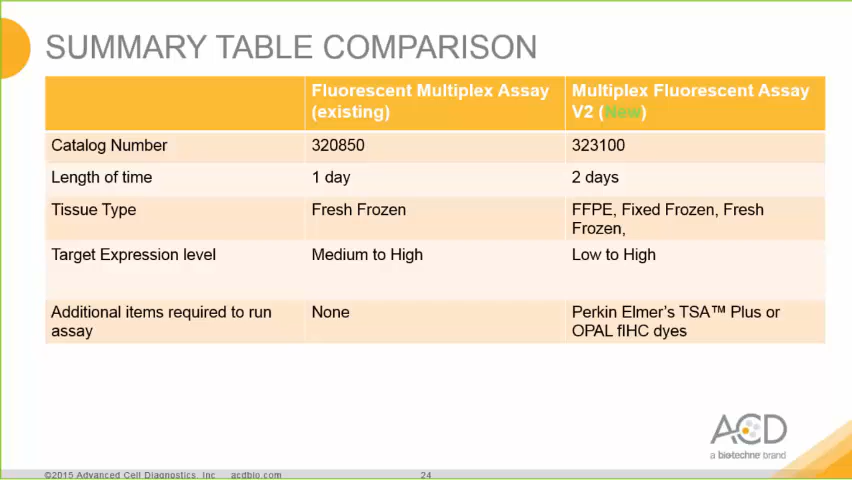 SUMMARY TABLE COMPARISON
Fluorescent Multiplex Assay
(existing)
Multiplex Fluorescent Assay
V2 (New)
Catalog Number
320850
323100
Length of time
1 day
2 days
Tissue Type
Fresh Frozen
FFPE, Fixed Frozen, Fresh
Frozen,
Target Expression level
Medium to High
Low to High
Additional items required to run
assay
None
Perkin Elmer's TSA™ Plus or
OPAL fIHC dyes
ACD
a biotechne brand
©2015 Advanced Cell Diagnostics, Inc acdbio.com
24